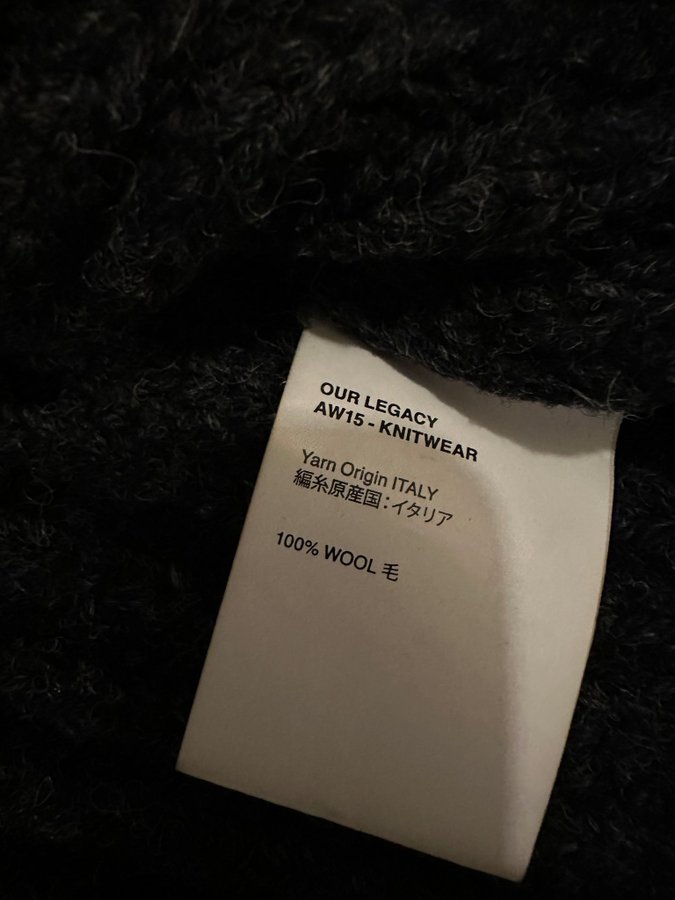 OUR LEGACY
AW15 - KNITWEAR
Yarn Origin ITALY
編糸原産国：イタリア
100% WOOL 毛